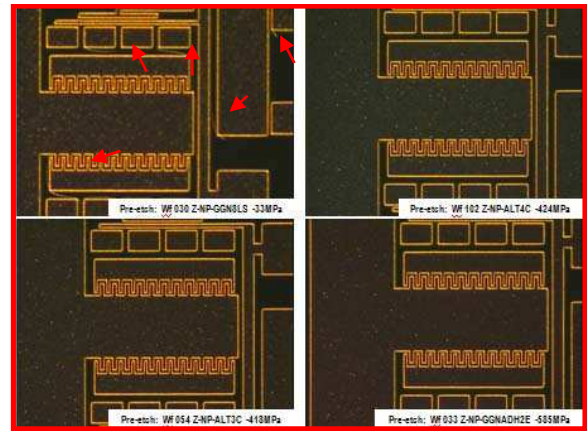 Pre-etch: Wf 030 Z-NP-GGN8LS -33MPa
Pre-etch: Wf 102 Z-NP-ALT4C -424MPa
Pre-etch: Wf 054 Z-NP-ALT3C -418MPa
Pre-etch: Wf 033 Z-NP-GGNADH2E -585MPa